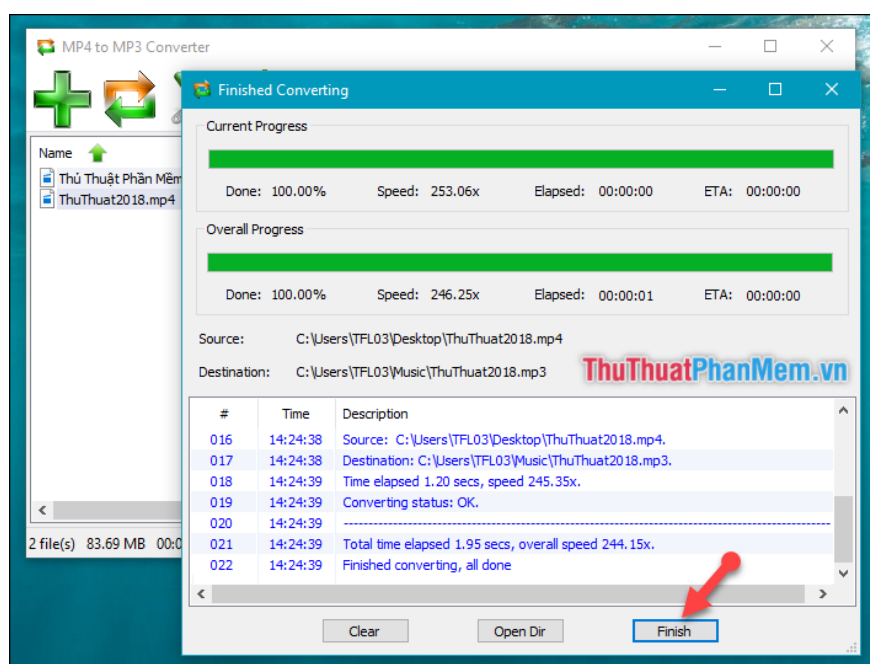 MP4 to MP3 Converter
Finished Converting
Current Progress
Done: 100.00% Speed: 253.06x Elapsed: 00:00:00 ETA: 00:00:00
Overall Progress
Done: 100.00% Speed: 246.25x Elapsed: 00:00:01 ETA: 00:00:00
Source: C:\Users\TFL03\Desktop\ThuThuat2018.mp4
Destination: C:\Users\TFL03\Music\ThuThuat2018.mp3
ThuThuatPhanMem.vn
# Time Description
016 14:24:38 Source: C:\Users\TFL03\Desktop\ThuThuat2018.mp4.
017 14:24:38 Destination: C:\Users\TFL03\Music\ThuThuat2018.mp3.
018 14:24:39 Time elapsed 1.20 secs, speed 245.35x.
019 14:24:39 Converting status: OK.
020 14:24:39 ----------------------------------------
021 14:24:39 Total time elapsed 1.95 secs, overall speed 244.15x.
022 14:24:39 Finished converting, all done
Clear Open Dir Finish
Name
Thủ Thuật Phần Mềm
ThuThuat2018.mp4
2 file(s) 83.69 MB 00:0